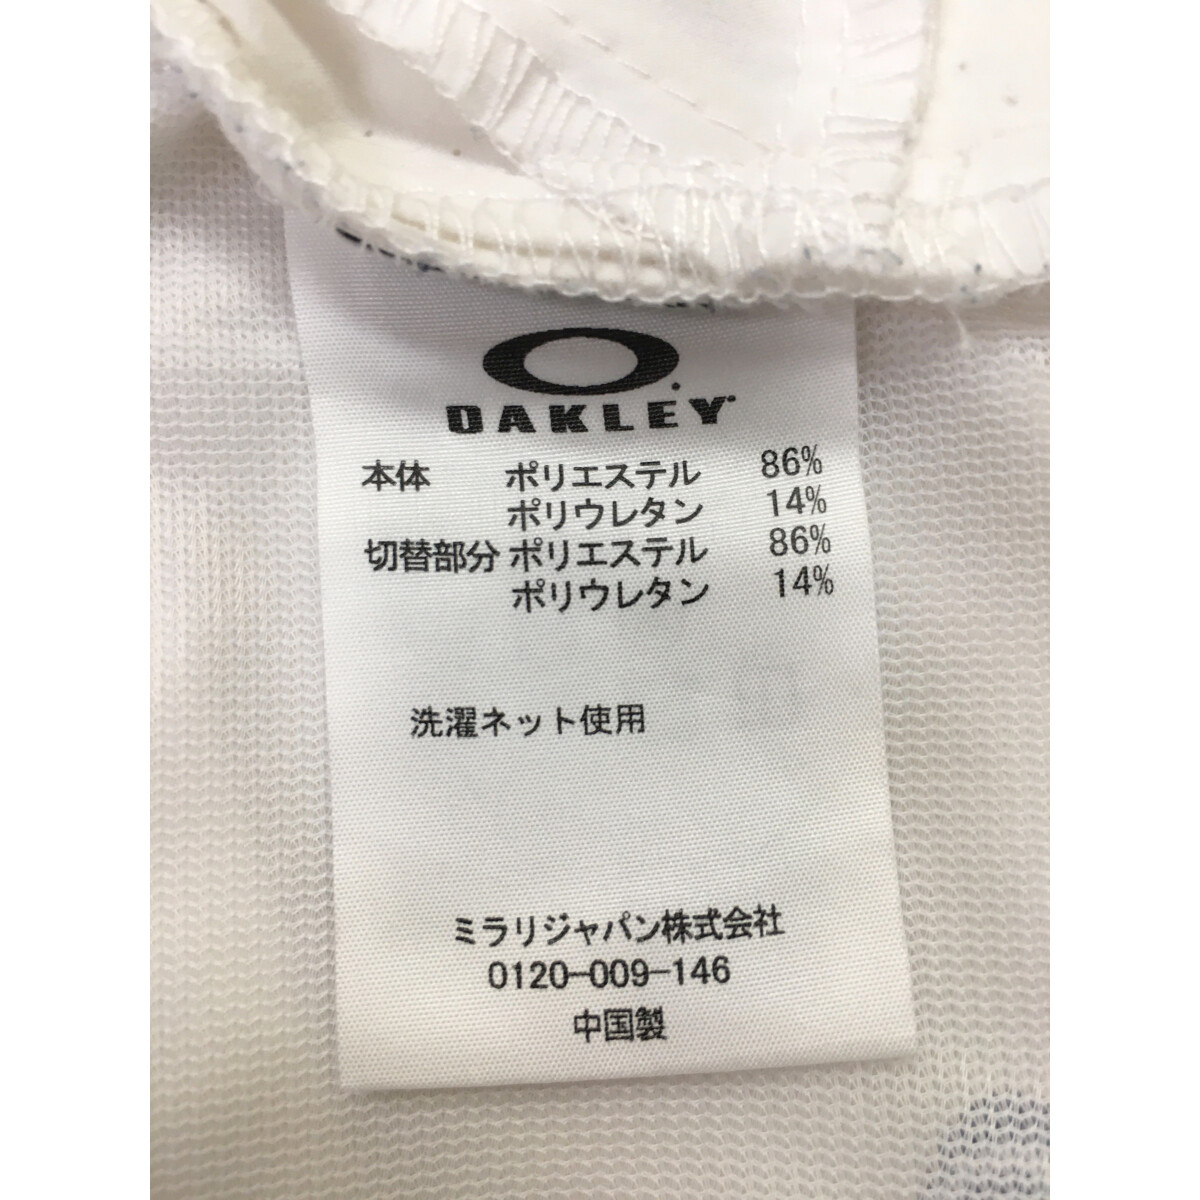 OAKLEY
本体 ポリエステル 86%
ポリウレタン 14%
切替部分 ポリエステル 86%
ポリウレタン 14%
洗濯ネット使用
ミラリジャパン株式会社
0120-009-146
中国製